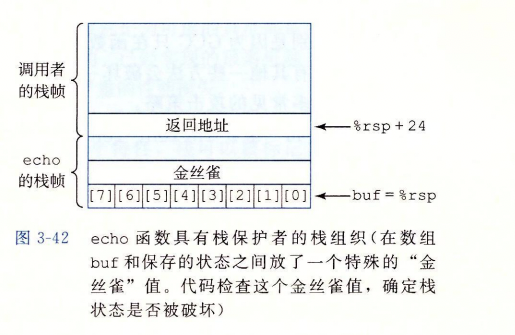 调用者
的栈帧
返回地址
%rsp+24
echo
的栈帧
金丝雀
[7][6][5][4][3][2][1][0]
buf=%rsp
图 3-42 echo 函数具有栈保护者的栈组织(在数组
buf 和保存的状态之间放了一个特殊的“金
丝雀”值。代码检查这个金丝雀值，确定栈
状态是否被破坏)